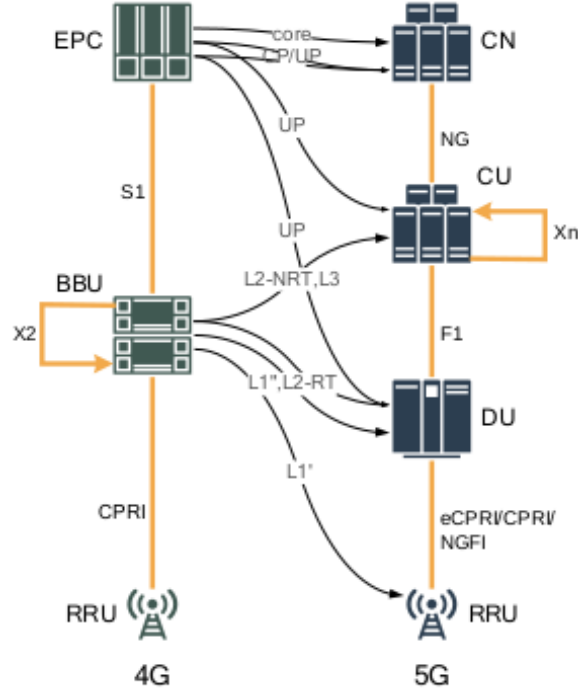 EPC
core
CN
CP/UP
UP
NG
S1
CU
Xn
UP
BBU
L2-NRT,L3
X2
F1
L1",L2-RT
DU
L1'
CPRI
eCPRI/CPRI/
NGFI
RRU
RRU
4G
5G